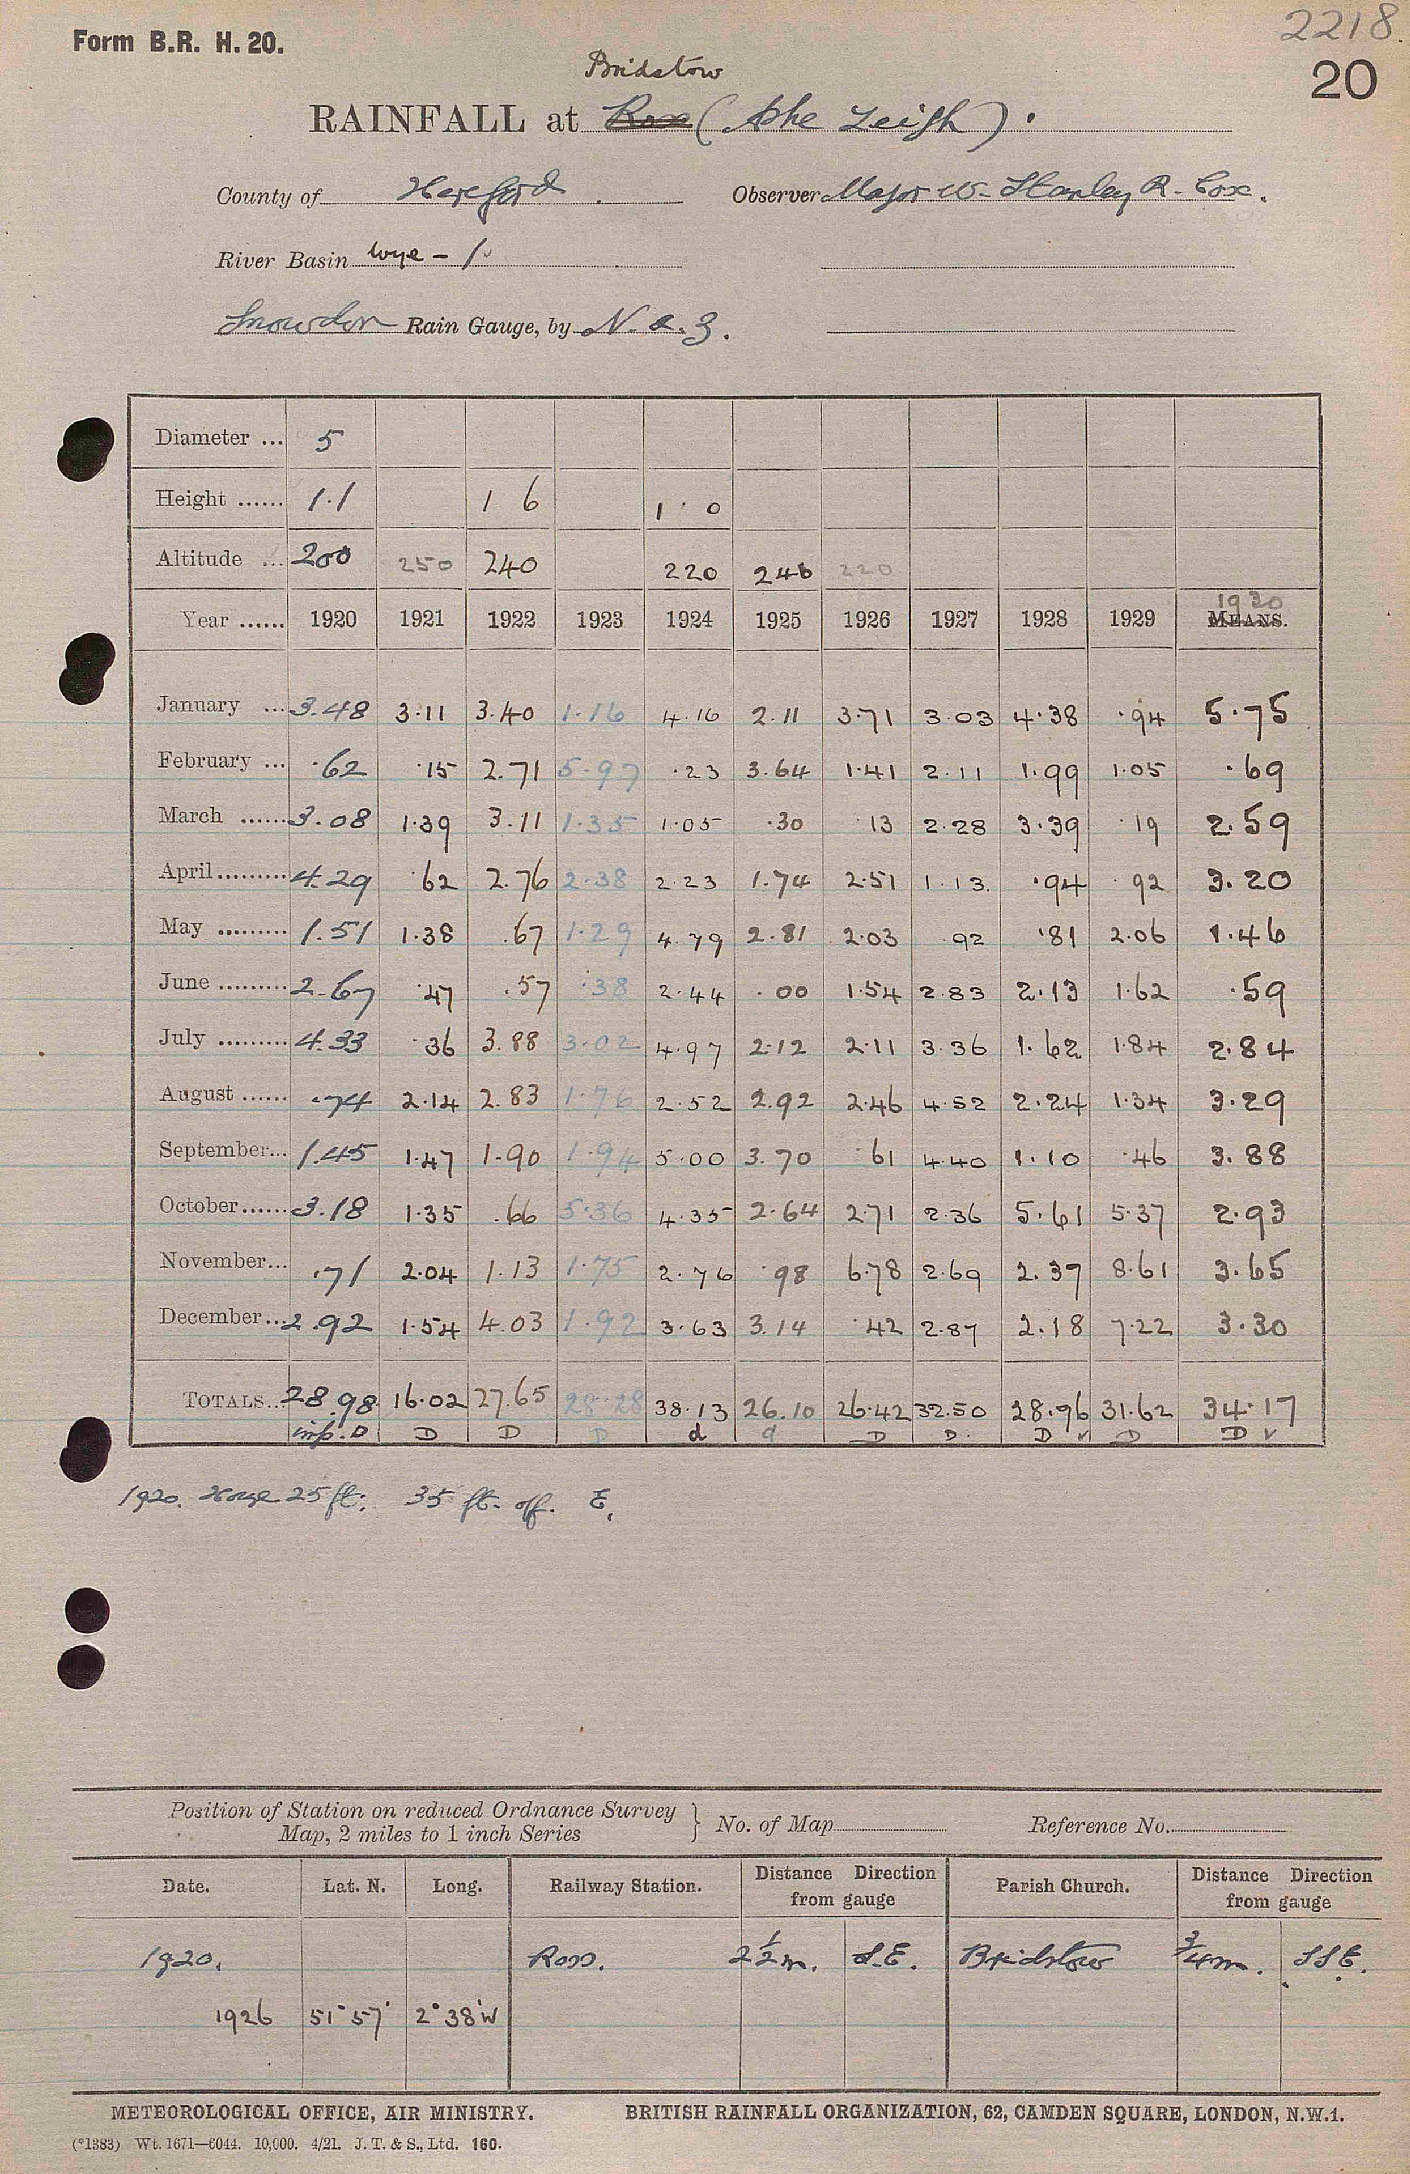 2218.
Form B.R. H. 20.
20
Bridstow
RAINFALL at Ross (Ashe Leigh).
County of Hereford Observer Major W. Stanley R. Cox.
River Basin Wye - 1.
Snowdon Rain Gauge, by N. & Z.
Diameter ... 5
Height ...... 1.1 1 6 1 . 0
Altitude ... 200 250 240 220 246 220
Year ...... 1920 1921 1922 1923 1924 1925 1926 1927 1928 1929 1930 MEANS.
January ... 3.48 3.11 3.40 1.16 4.16 2.11 3.71 3.03 4.38 .94 5.75
February ... .62 .15 2.71 5.97 .23 3.64 1.41 2.11 1.99 1.05 .69
March ...... 3.08 1.39 3.11 1.35 1.05 .30 .13 2.28 3.39 .19 2.59
April ......... 4.29 .62 2.76 2.38 2.23 1.74 2.51 1.13 .94 .92 3.20
May ......... 1.51 1.38 .67 1.29 4.79 2.81 2.03 .92 .81 2.06 1.46
June ......... 2.67 .47 .57 .38 2.44 .00 1.54 2.83 2.13 1.62 .59
July ......... 4.33 .36 3.88 3.02 4.97 2.12 2.11 3.36 1.62 1.84 2.84
August ...... .74 2.14 2.83 1.76 2.52 2.92 2.46 4.52 2.24 1.34 3.29
September... 1.45 1.47 1.90 1.94 5.00 3.70 .61 4.40 1.10 .46 3.88
October ...... 3.18 1.35 .66 5.36 4.35 2.64 2.71 2.36 5.61 5.37 2.93
November... .71 2.04 1.13 1.75 2.76 .98 6.78 2.69 2.37 8.61 3.65
December... 2.92 1.54 4.03 1.92 3.63 3.14 .42 2.87 2.18 7.22 3.30
TOTALS... 28.98 16.02 27.65 28.28 38.13 26.10 26.42 32.50 28.96 31.62 34.17
D D D D d d D D. D v D D v
1920. House 25 ft; 35 ft. off. E.
Position of Station on reduced Ordnance Survey
Map, 2 miles to 1 inch Series } No. of Map Reference No.
Date. Lat. N. Long. Railway Station. Distance Direction from gauge Parish Church. Distance Direction from gauge
1920. Ross. 2½ m. S.E. Bridstow ¾ m. SSE.
1926 51°57' 2°38'W
METEOROLOGICAL OFFICE, AIR MINISTRY. BRITISH RAINFALL ORGANIZATION, 62, CAMDEN SQUARE, LONDON, N.W.1.
(*1383) Wt. 1671—6044. 10,000. 4/21. J. T. & S., Ltd. 160.